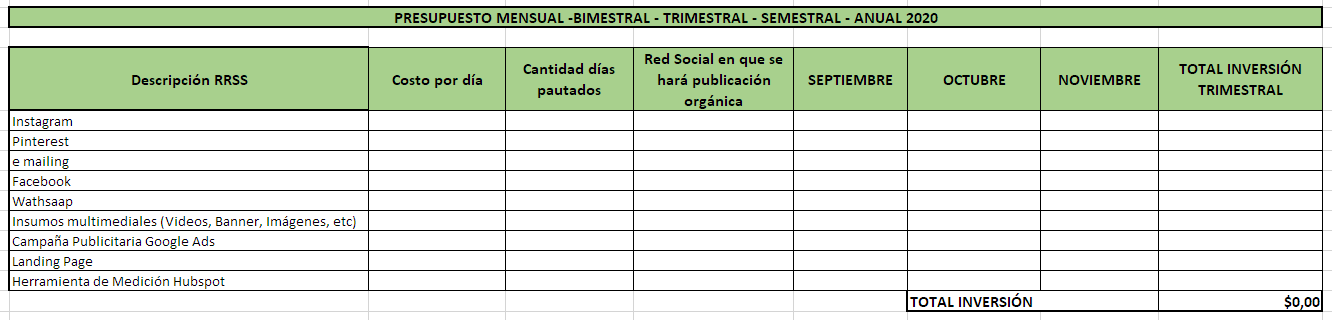 PRESUPUESTO MENSUAL -BIMESTRAL - TRIMESTRAL - SEMESTRAL - ANUAL 2020
Descripción RRSS
Costo por día
Cantidad días
pautados
Red Social en que se
hará publicación
orgánica
SEPTIEMBRE
OCTUBRE
NOVIEMBRE
TOTAL INVERSIÓN
TRIMESTRAL
Instagram
Pinterest
e mailing
Facebook
Wathsaap
Insumos multimediales (Videos, Banner, Imágenes, etc)
Campaña Publicitaria Google Ads
Landing Page
Herramienta de Medición Hubspot
TOTAL INVERSIÓN $0,00